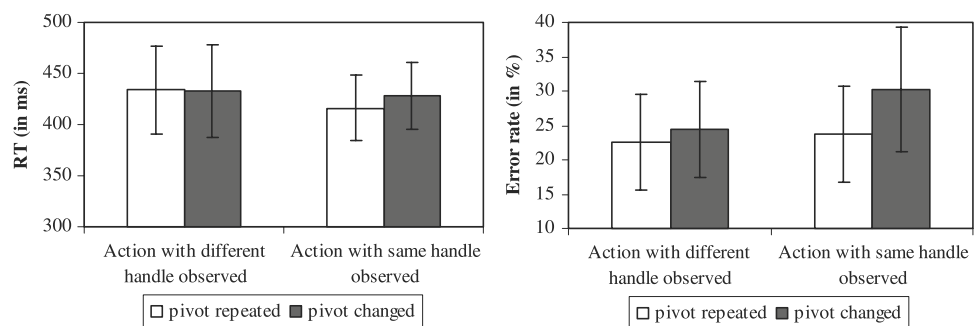 500
450
400
350
300
RT (in ms)
Action with different
handle observed
Action with same handle
observed
pivot repeated
pivot changed
40
35
30
25
20
15
10
Error rate (in %)
Action with different
handle observed
Action with same handle
observed
pivot repeated
pivot changed